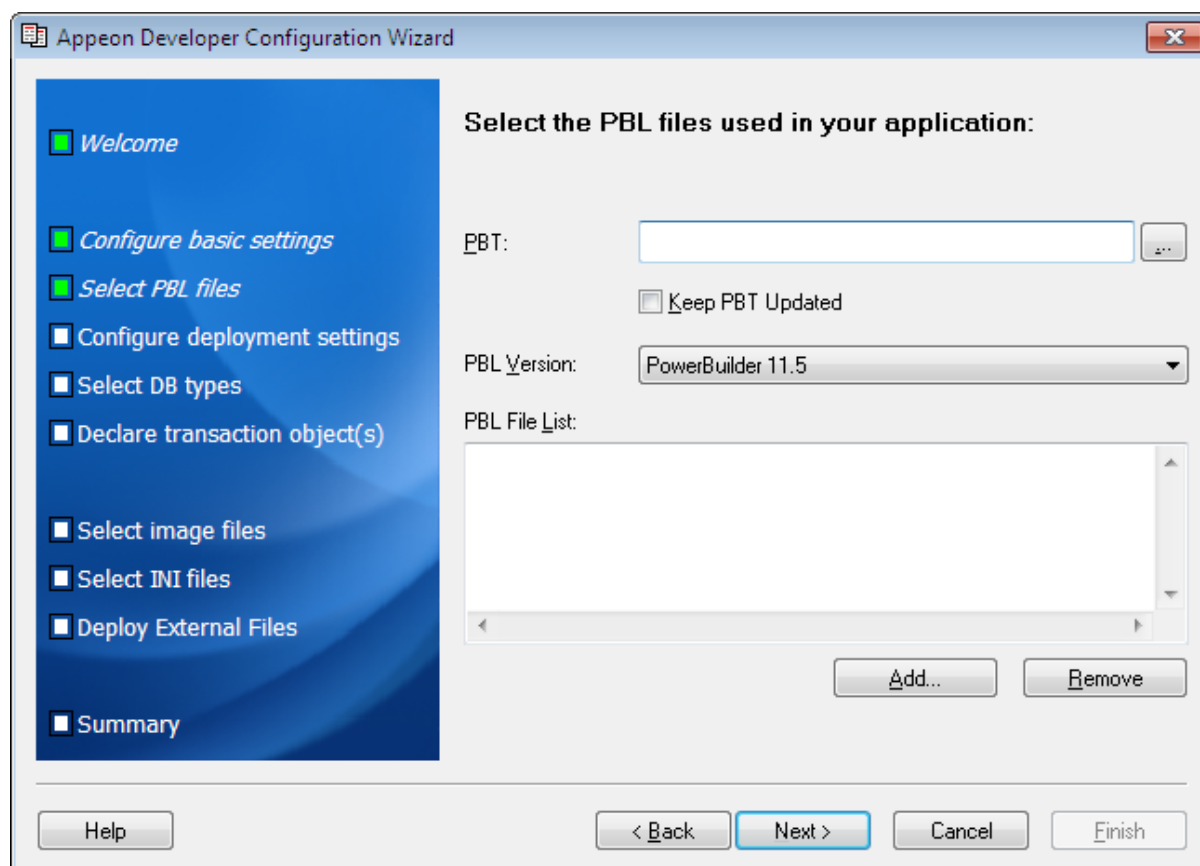 Appeon Developer Configuration Wizard
Welcome
Configure basic settings
Select PBL files
Configure deployment settings
Select DB types
Declare transaction object(s)
Select image files
Select INI files
Deploy External Files
Summary
Select the PBL files used in your application:
PBT:
...
Keep PBT Updated
PBL Version:
PowerBuilder 11.5
PBL File List:
Add...
Remove
Help
< Back
Next >
Cancel
Finish